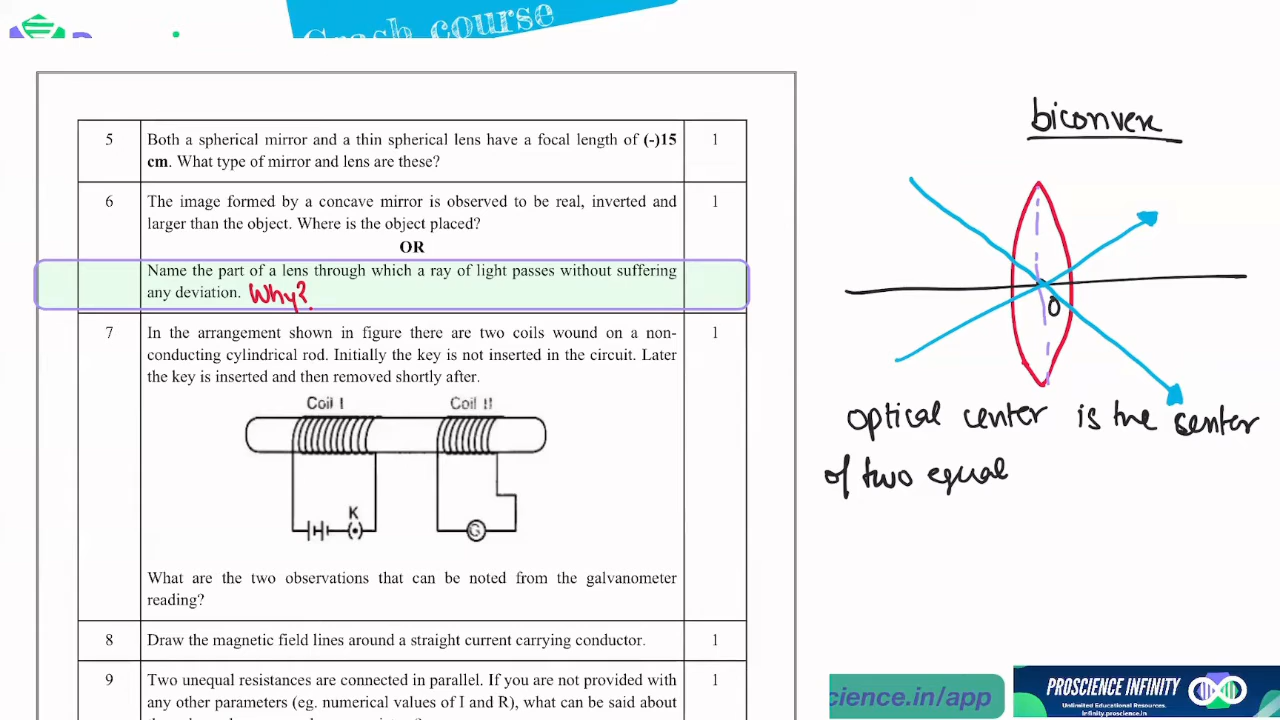 Crash course
5 Both a spherical mirror and a thin spherical lens have a focal length of (-)15 1
cm. What type of mirror and lens are these?
6 The image formed by a concave mirror is observed to be real, inverted and 1
larger than the object. Where is the object placed?
OR
Name the part of a lens through which a ray of light passes without suffering
any deviation. Why?
7 In the arrangement shown in figure there are two coils wound on a non- 1
conducting cylindrical rod. Initially the key is not inserted in the circuit. Later
the key is inserted and then removed shortly after.
Coil I Coil II
K
G
What are the two observations that can be noted from the galvanometer
reading?
8 Draw the magnetic field lines around a straight current carrying conductor. 1
9 Two unequal resistances are connected in parallel. If you are not provided with 1
any other parameters (eg. numerical values of I and R), what can be said about
biconvex
O
optical center is the center
of two equal
cience.in/app
PROSCIENCE INFINITY
Unlimited Educational Resources.
infinity.proscience.in